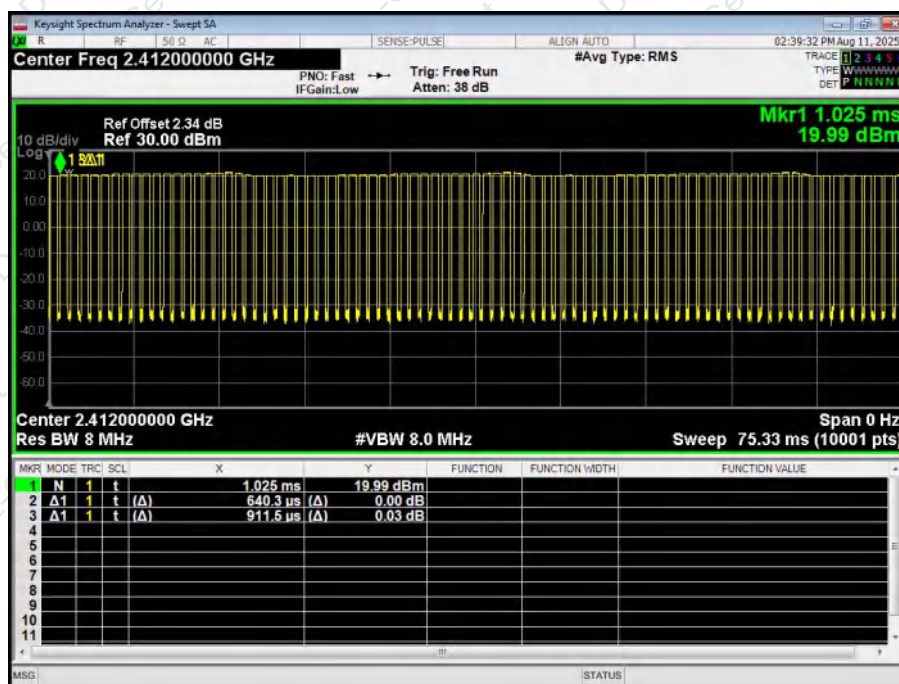 Keysight Spectrum Analyzer - Swept SA
R RF 50 Ω AC SENSE:PULSE ALIGN AUTO 02:39:32 PM Aug 11, 2025
Center Freq 2.412000000 GHz #Avg Type: RMS TRACE 1 2 3 4 5
PNO: Fast Trig: Free Run TYPE WWWWWW
IFGain:Low Atten: 38 dB DET P N N N N
Mkr1 1.025 ms
Ref Offset 2.34 dB
10 dB/div Ref 30.00 dBm 19.99 dBm
Log
20.0
10.0
0.00
-10.0
-20.0
-30.0
-40.0
-50.0
-60.0
Center 2.412000000 GHz Span 0 Hz
Res BW 8 MHz #VBW 8.0 MHz Sweep 75.33 ms (10001 pts)
MKR MODE TRC SCL X Y FUNCTION FUNCTION WIDTH FUNCTION VALUE
1 N 1 t 1.025 ms 19.99 dBm
2 Δ1 1 t (Δ) 640.3 µs (Δ) 0.00 dB
3 Δ1 1 t (Δ) 911.5 µs (Δ) 0.03 dB
4
5
6
7
8
9
10
11
MSG STATUS